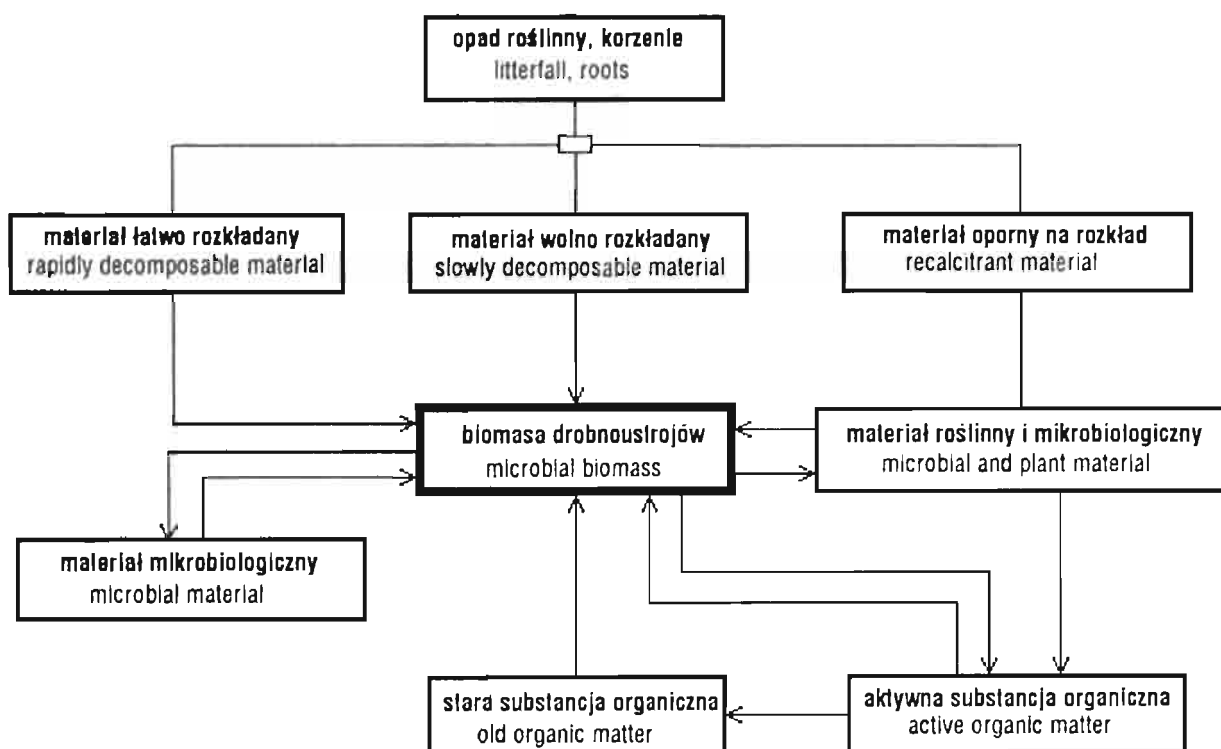 opad roślinny, korzenie
litterfall, roots
materiał łatwo rozkładany
rapidly decomposable material
materiał wolno rozkładany
slowly decomposable material
materiał oporny na rozkład
recalcitrant material
biomasa drobnoustrojów
microbial biomass
materiał roślinny i mikrobiologiczny
microbial and plant material
materiał mikrobiologiczny
microbial material
stara substancja organiczna
old organic matter
aktywna substancja organiczna
active organic matter